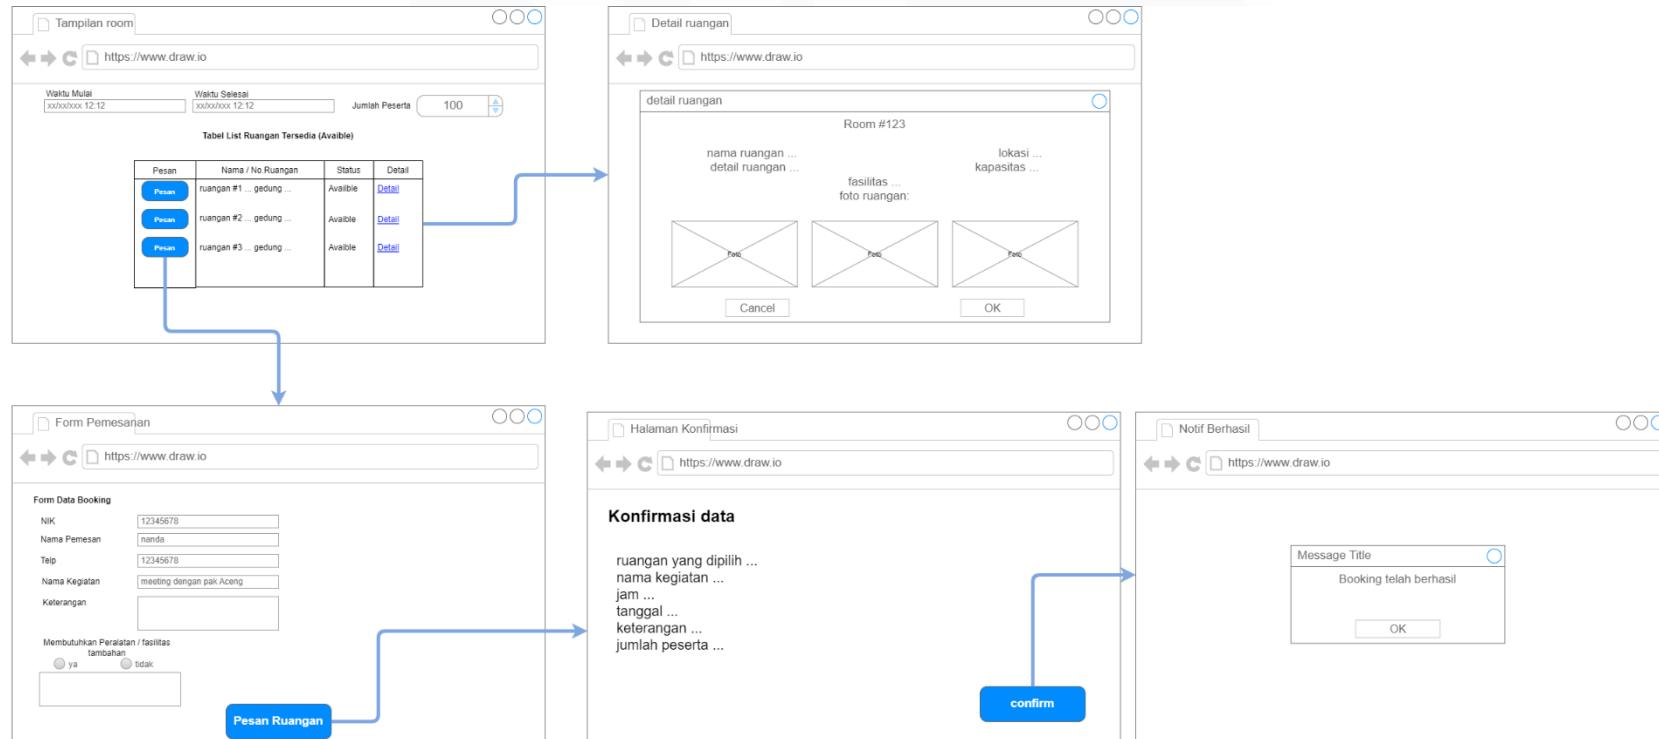 Tampilan room
https://www.draw.io
Waktu Mulai
xx/xx/xxx 12:12
Waktu Selesai
xx/xx/xxx 12:12
Jumlah Peserta
100
Tabel List Ruangan Tersedia (Avaible)
Pesan Nama / No.Ruangan Status Detail
Pesan ruangan #1 ... gedung ... Avaiible Detail
Pesan ruangan #2 ... gedung ... Avaible Detail
Pesan ruangan #3 ... gedung ... Avaible Detail
Detail ruangan
https://www.draw.io
detail ruangan
Room #123
nama ruangan ...
detail ruangan ...
lokasi ...
kapasitas ...
fasilitas ...
foto ruangan:
Foto Foto Foto
Cancel OK
Form Pemesanan
https://www.draw.io
Form Data Booking
NIK 12345678
Nama Pemesan nanda
Telp 12345678
Nama Kegiatan meeting dengan pak Aceng
Keterangan
Membutuhkan Peralatan / fasilitas
tambahan
ya tidak
Pesan Ruangan
Halaman Konfirmasi
https://www.draw.io
Konfirmasi data
ruangan yang dipilih ...
nama kegiatan ...
jam ...
tanggal ...
keterangan ...
jumlah peserta ...
confirm
Notif Berhasil
https://www.draw.io
Message Title
Booking telah berhasil
OK